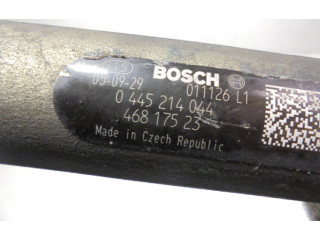 05-09-29 BOSCH 011126 L1
0 445 214 044
468 175 23
Made in Czech Republic